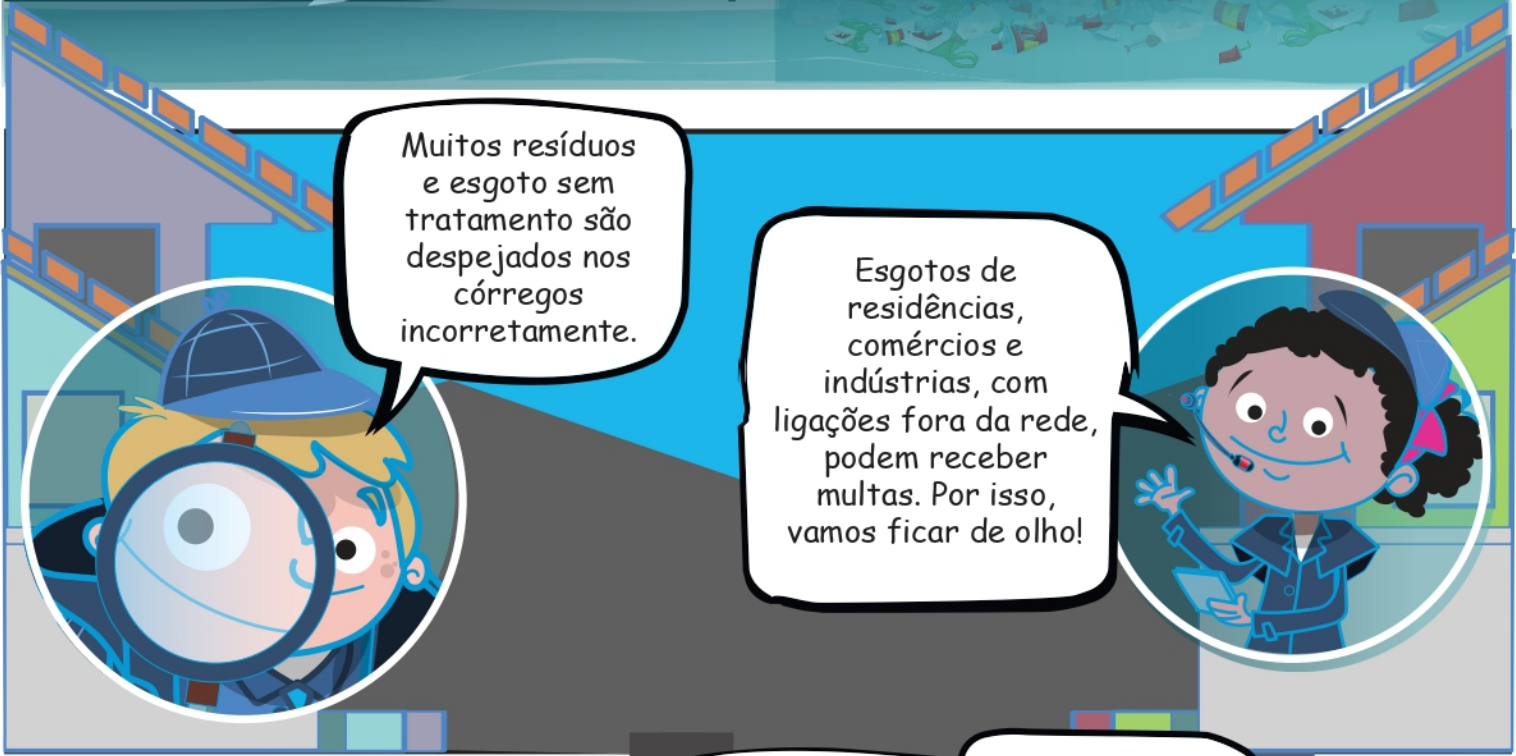 Muitos resíduos
e esgoto sem
tratamento são
despejados nos
córregos
incorretamente.
Esgotos de
residências,
comércios e
indústrias, com
ligações fora da rede,
podem receber
multas. Por isso,
vamos ficar de olho!